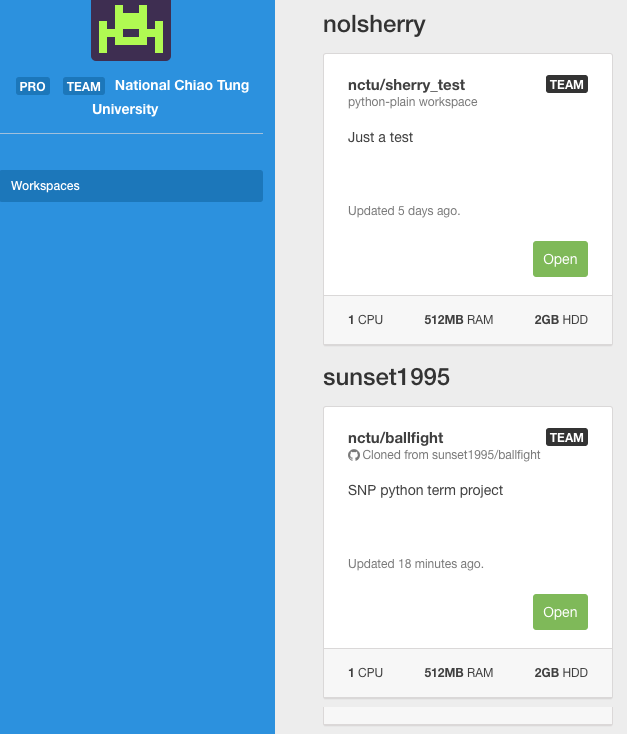 PRO TEAM National Chiao Tung
University
Workspaces
nolsherry
nctu/sherry_test TEAM
python-plain workspace
Just a test
Updated 5 days ago.
Open
1 CPU 512MB RAM 2GB HDD
sunset1995
nctu/ballfight TEAM
Cloned from sunset1995/ballfight
SNP python term project
Updated 18 minutes ago.
Open
1 CPU 512MB RAM 2GB HDD